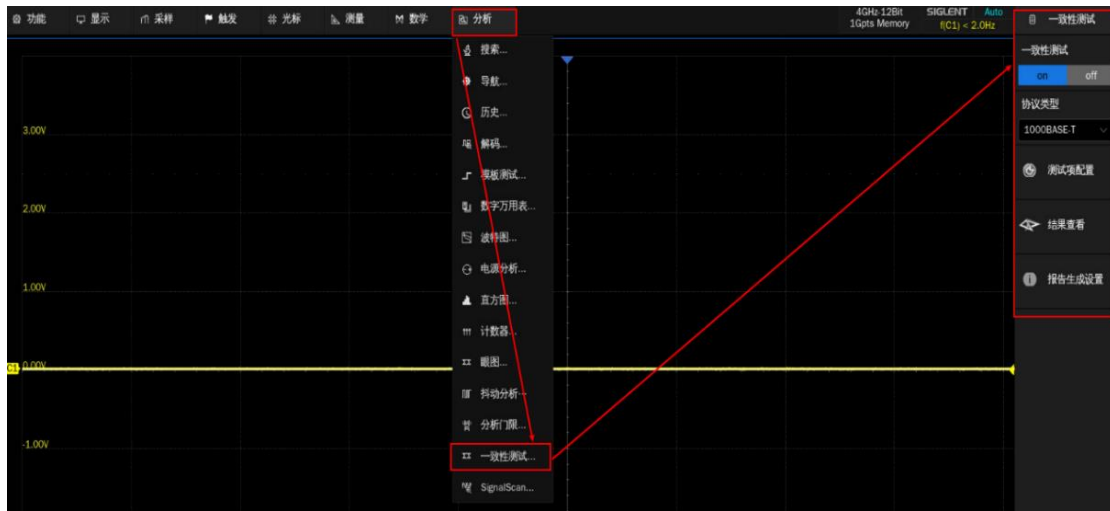 功能 显示 采样 触发 光标 测量 数学 分析
4GHz-12Bit SIGLENT Auto
1Gpts Memory f(C1) < 2.0Hz
一致性测试
搜索...
导航...
历史...
解码...
模板测试...
数字万用表...
波特图...
电源分析...
直方图...
计数器...
眼图...
抖动分析...
分析门限...
一致性测试...
SignalScan...
3.00V
2.00V
1.00V
C1 0.00V
-1.00V
一致性测试
on off
协议类型
1000BASE-T
测试项配置
结果查看
报告生成设置